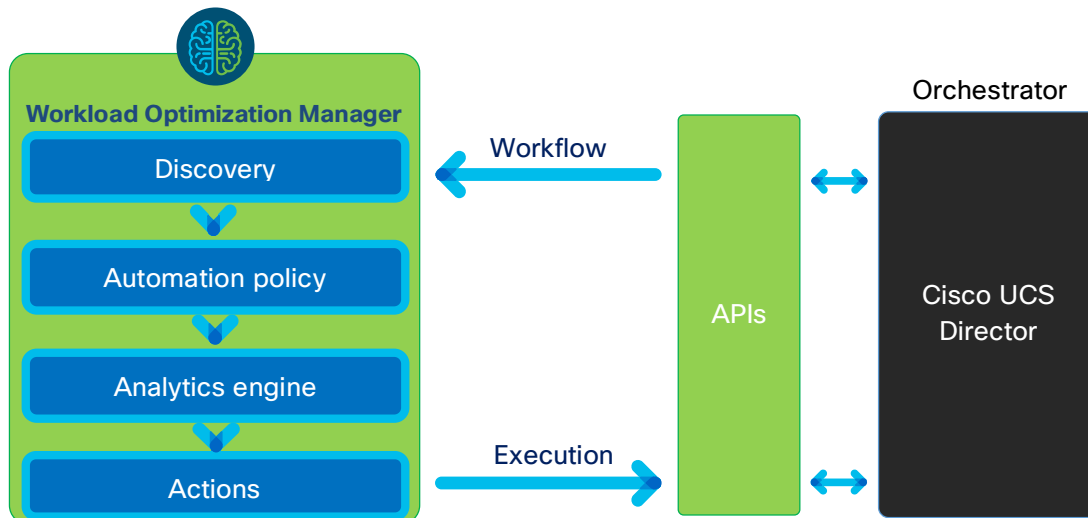 Workload Optimization Manager
Discovery
Automation policy
Analytics engine
Actions
Workflow
Execution
APIs
Orchestrator
Cisco UCS
Director